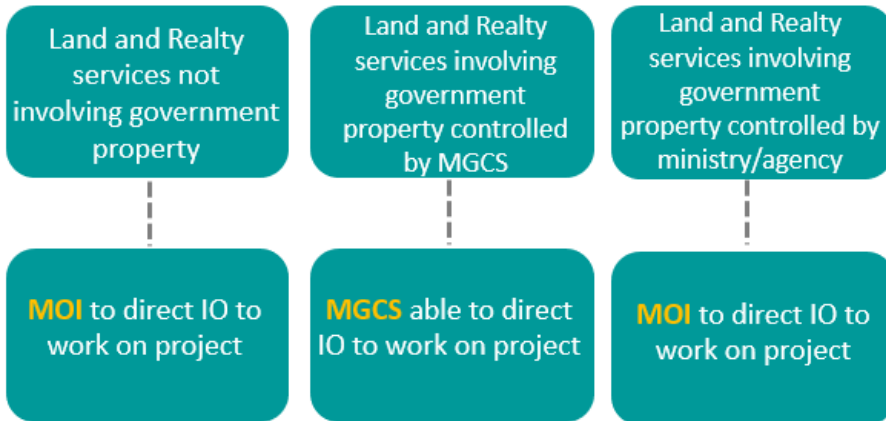 Land and Realty
services not
involving government
property
Land and Realty
services involving
government
property controlled
by MGCS
Land and Realty
services involving
government
property controlled by
ministry/agency
MOI to direct IO to
work on project
MGCS able to direct
IO to work on project
MOI to direct IO to
work on project